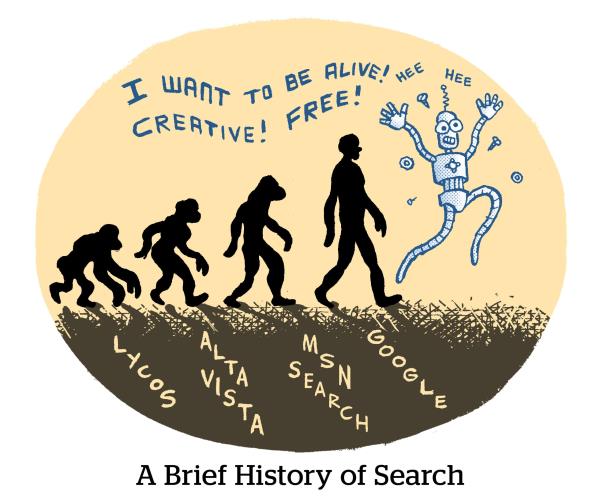 I WANT TO BE ALIVE!
CREATIVE! FREE!
HEE HEE
LYCOS
ALTA
VISTA
MSN
SEARCH
GOOGLE
A Brief History of Search